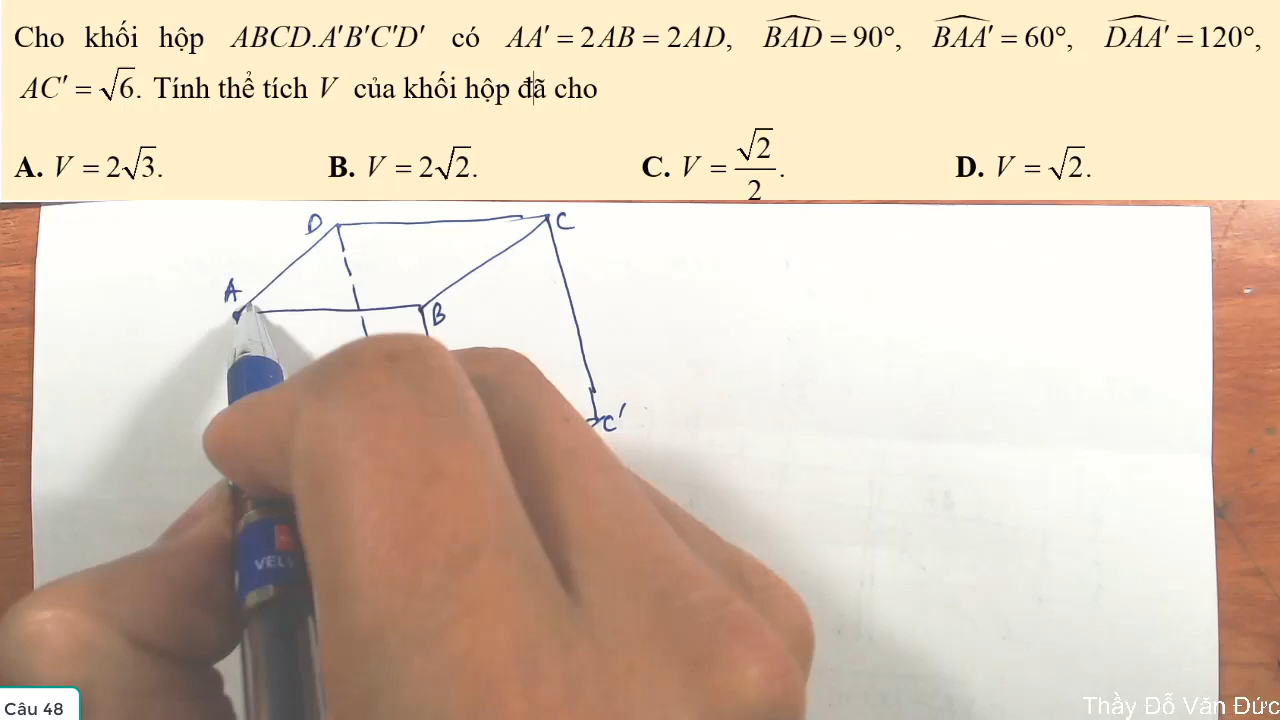 Cho khối hộp ABCD.A'B'C'D' có AA' = 2AB = 2AD, BAD = 90°, BAA' = 60°, DAA' = 120°,
AC' = √6. Tính thể tích V của khối hộp đã cho
A. V = 2√3. B. V = 2√2. C. V = √2/2. D. V = √2.
D C
A B
C'
VEL
Câu 48
Thầy Đỗ Văn Đức